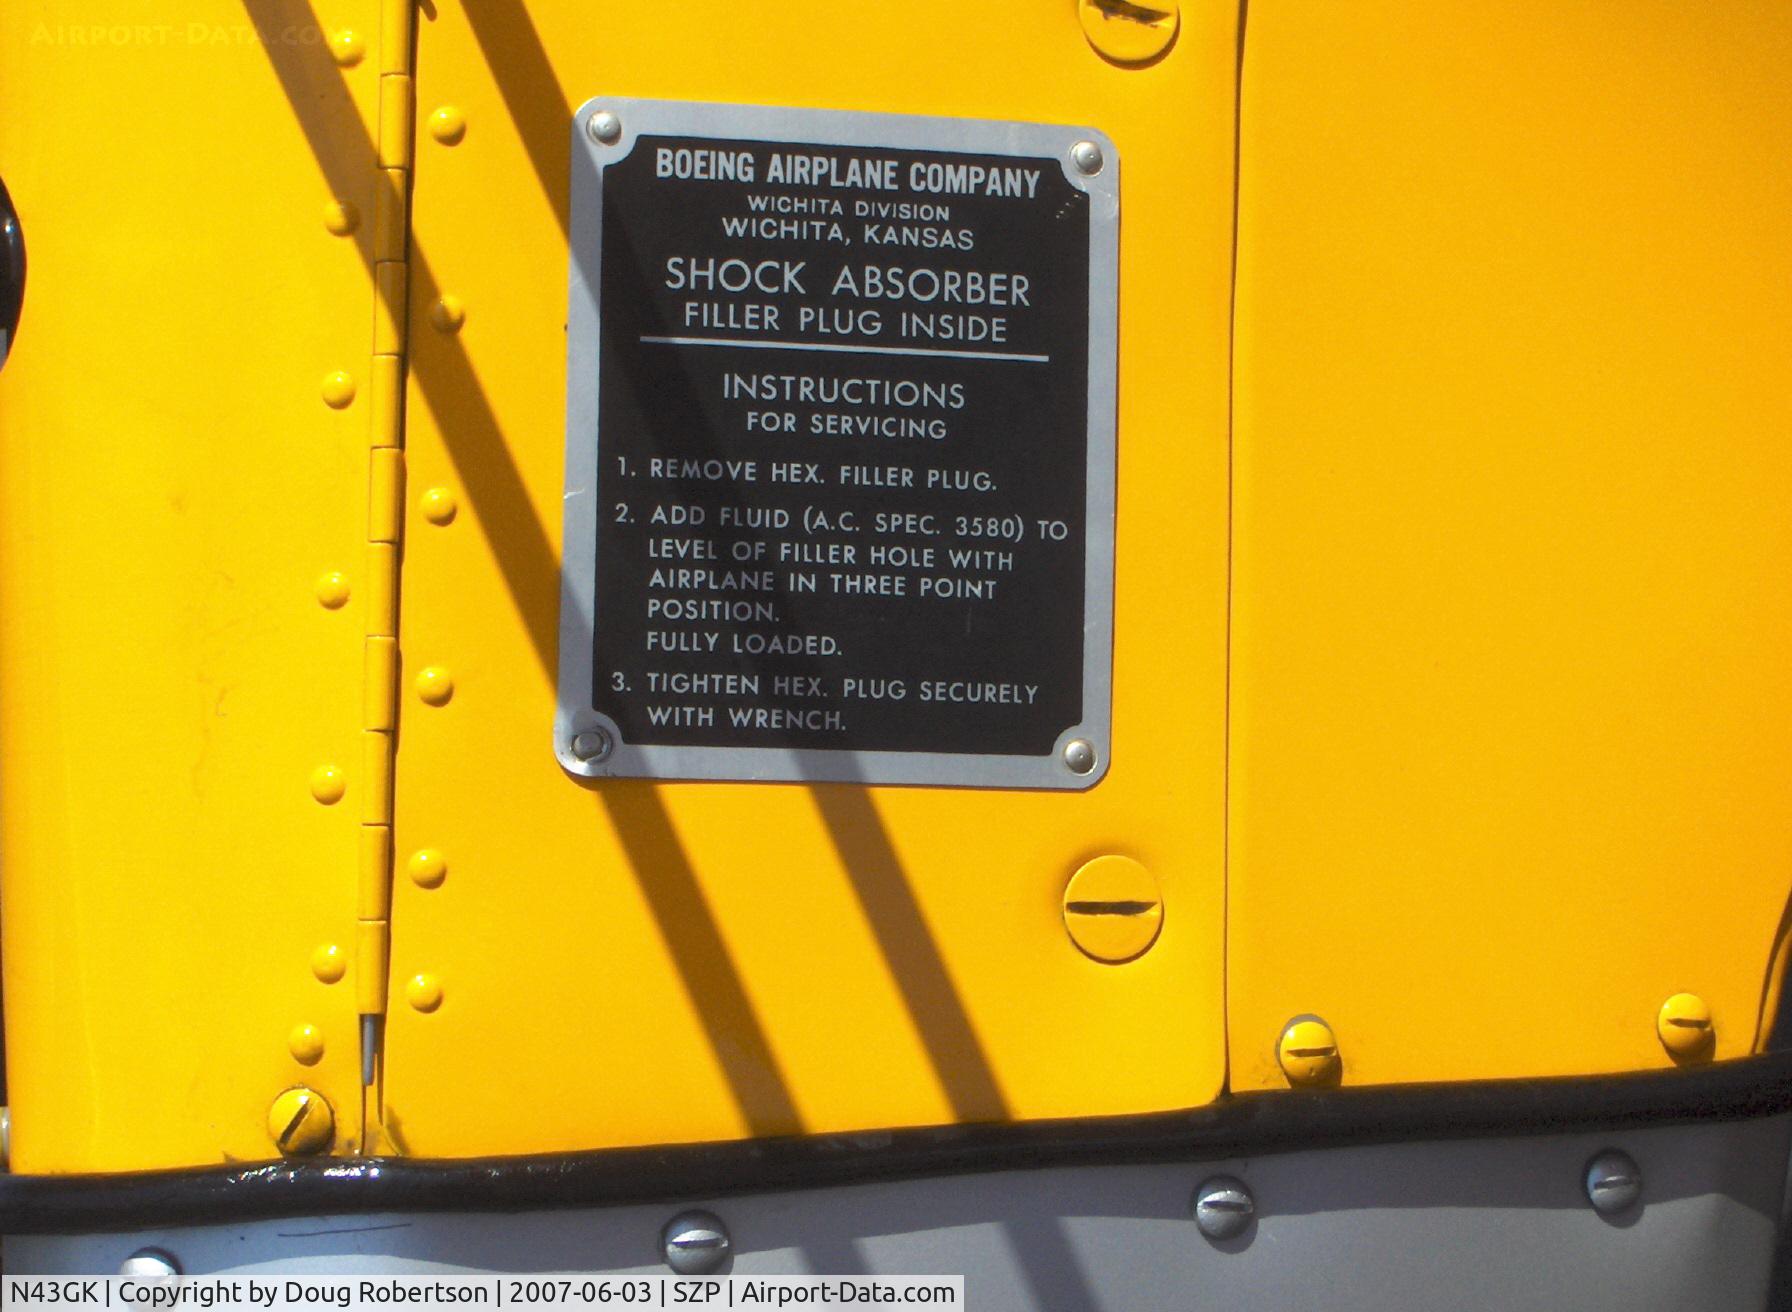 AIRPORT-DATA.COM
BOEING AIRPLANE COMPANY
WICHITA DIVISION
WICHITA, KANSAS
SHOCK ABSORBER
FILLER PLUG INSIDE
INSTRUCTIONS
FOR SERVICING
1. REMOVE HEX. FILLER PLUG.
2. ADD FLUID (A.C. SPEC. 3580) TO
LEVEL OF FILLER HOLE WITH
AIRPLANE IN THREE POINT
POSITION.
FULLY LOADED.
3. TIGHTEN HEX. PLUG SECURELY
WITH WRENCH.
N43GK | Copyright by Doug Robertson | 2007-06-03 | SZP | Airport-Data.com